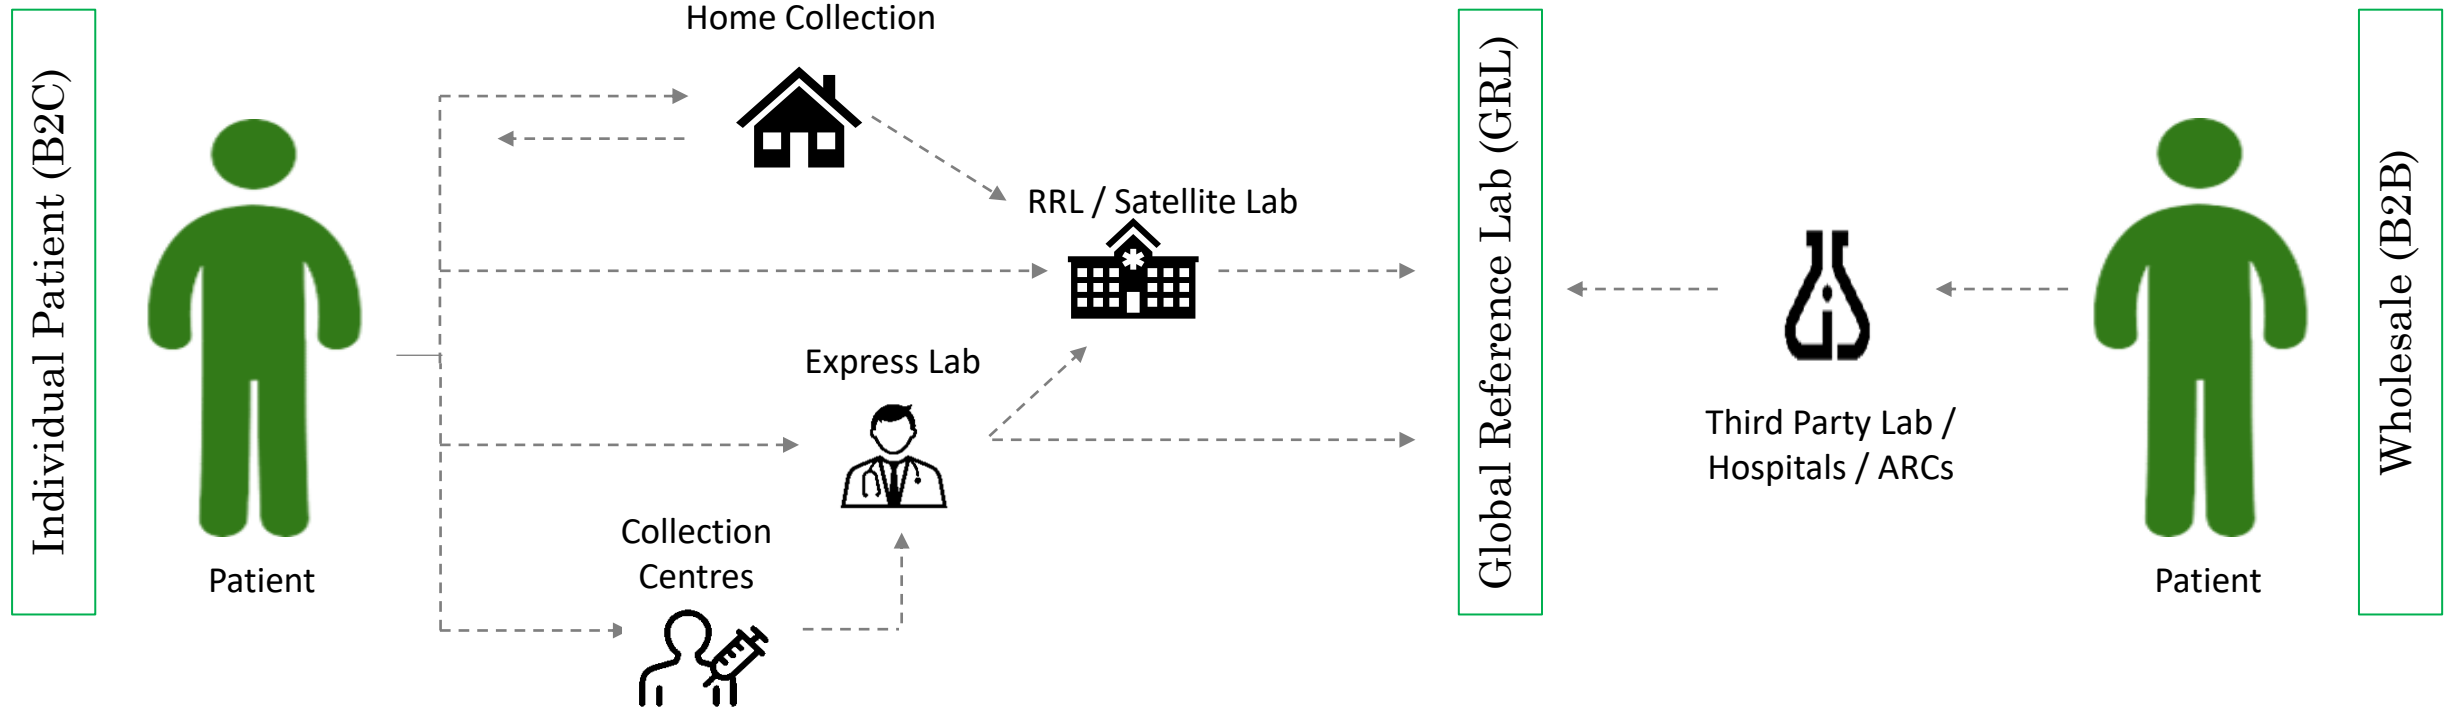 Individual Patient (B2C)
Patient
Home Collection
RRL / Satellite Lab
Express Lab
Collection
Centres
Global Reference Lab (GRL)
Third Party Lab /
Hospitals / ARCs
Patient
Wholesale (B2B)